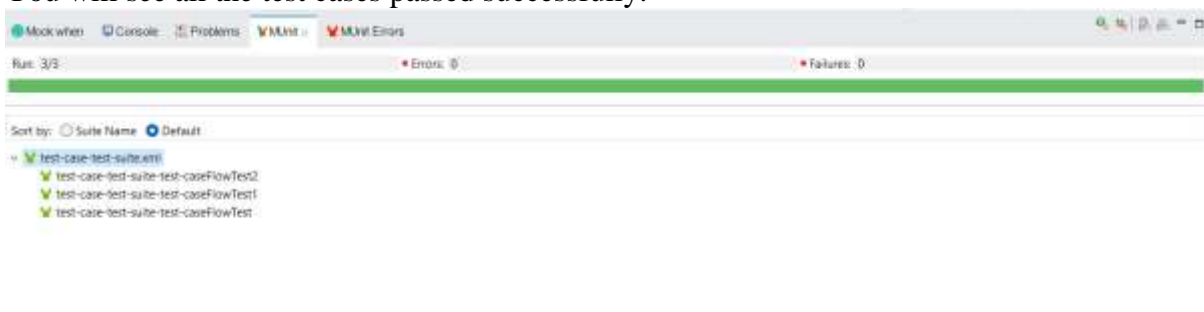 You will see all the test cases passed successfully.
Mock when Console Problems MUnit MUnit Errors
Run: 3/3 Errors: 0 Failures: 0
Sort by: Suite Name Default
test-case-test-suite.xml
test-case-test-suite-test-caseFlowTest2
test-case-test-suite-test-caseFlowTest1
test-case-test-suite-test-caseFlowTest